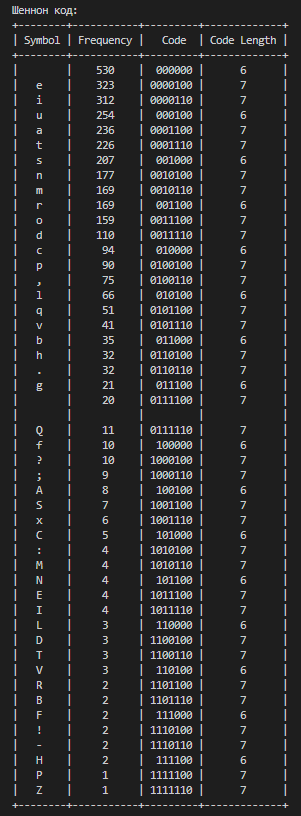 Шеннон код:
+--------+-----------+---------+-------------+
| Symbol | Frequency |   Code  | Code Length |
+--------+-----------+---------+-------------+
|        |    530    |  000000 |      6      |
|   e    |    323    | 0000100 |      7      |
|   i    |    312    | 0000110 |      7      |
|   u    |    254    |  000100 |      6      |
|   a    |    236    | 0001100 |      7      |
|   t    |    226    | 0001110 |      7      |
|   s    |    207    |  001000 |      6      |
|   n    |    177    | 0010100 |      7      |
|   m    |    169    | 0010110 |      7      |
|   r    |    169    |  001100 |      6      |
|   o    |    159    | 0011100 |      7      |
|   d    |    110    | 0011110 |      7      |
|   c    |     94    |  010000 |      6      |
|   p    |     90    | 0100100 |      7      |
|   ,    |     75    | 0100110 |      7      |
|   l    |     66    |  010100 |      6      |
|   q    |     51    | 0101100 |      7      |
|   v    |     41    | 0101110 |      7      |
|   b    |     35    |  011000 |      6      |
|   h    |     32    | 0110100 |      7      |
|   .    |     32    | 0110110 |      7      |
|   g    |     21    |  011100 |      6      |
|        |     20    | 0111100 |      7      |
|        |           |         |             |
|   Q    |     11    | 0111110 |      7      |
|   f    |     10    |  100000 |      6      |
|   ?    |     10    | 1000100 |      7      |
|   ;    |     9     | 1000110 |      7      |
|   A    |     8     |  100100 |      6      |
|   S    |     7     | 1001100 |      7      |
|   x    |     6     | 1001110 |      7      |
|   C    |     5     |  101000 |      6      |
|   :    |     4     | 1010100 |      7      |
|   M    |     4     | 1010110 |      7      |
|   N    |     4     |  101100 |      6      |
|   E    |     4     | 1011100 |      7      |
|   I    |     4     | 1011110 |      7      |
|   L    |     3     |  110000 |      6      |
|   D    |     3     | 1100100 |      7      |
|   T    |     3     | 1100110 |      7      |
|   V    |     3     |  110100 |      6      |
|   R    |     2     | 1101100 |      7      |
|   B    |     2     | 1101110 |      7      |
|   F    |     2     |  111000 |      6      |
|   !    |     2     | 1110100 |      7      |
|   -    |     2     | 1110110 |      7      |
|   H    |     2     |  111100 |      6      |
|   P    |     1     | 1111100 |      7      |
|   Z    |     1     | 1111110 |      7      |
+--------+-----------+---------+-------------+